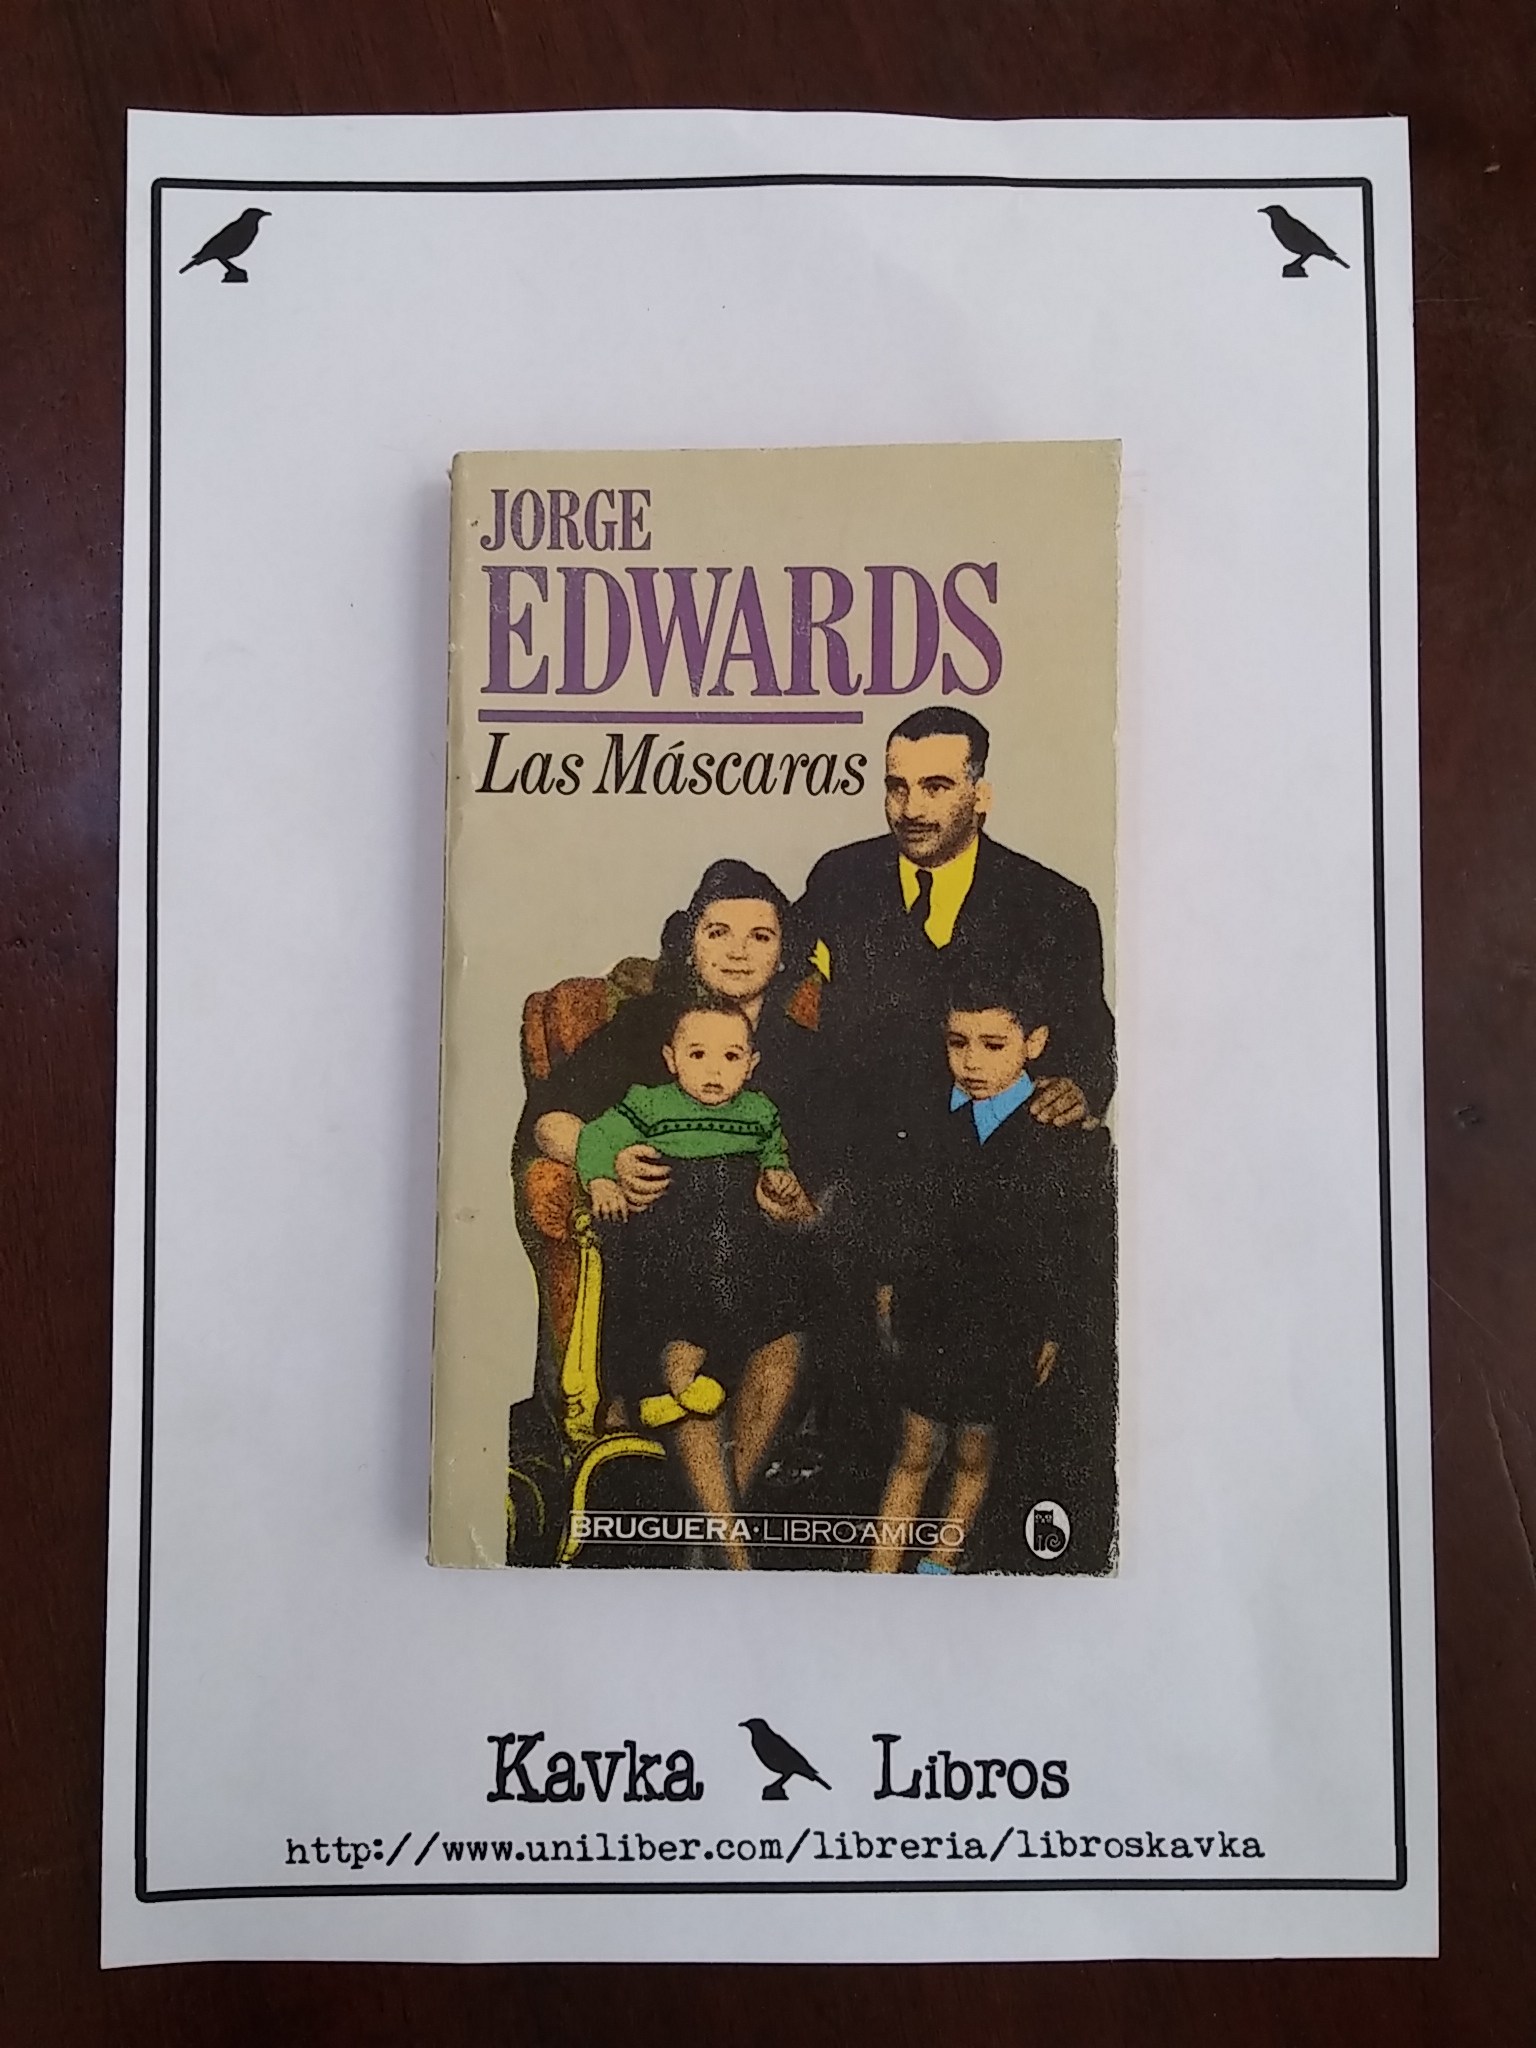 JORGE
EDWARDS
Las Máscaras
BRUGUERA·LIBRO AMIGO
Kavka Libros
http://www.uniliber.com/libreria/libroskavka